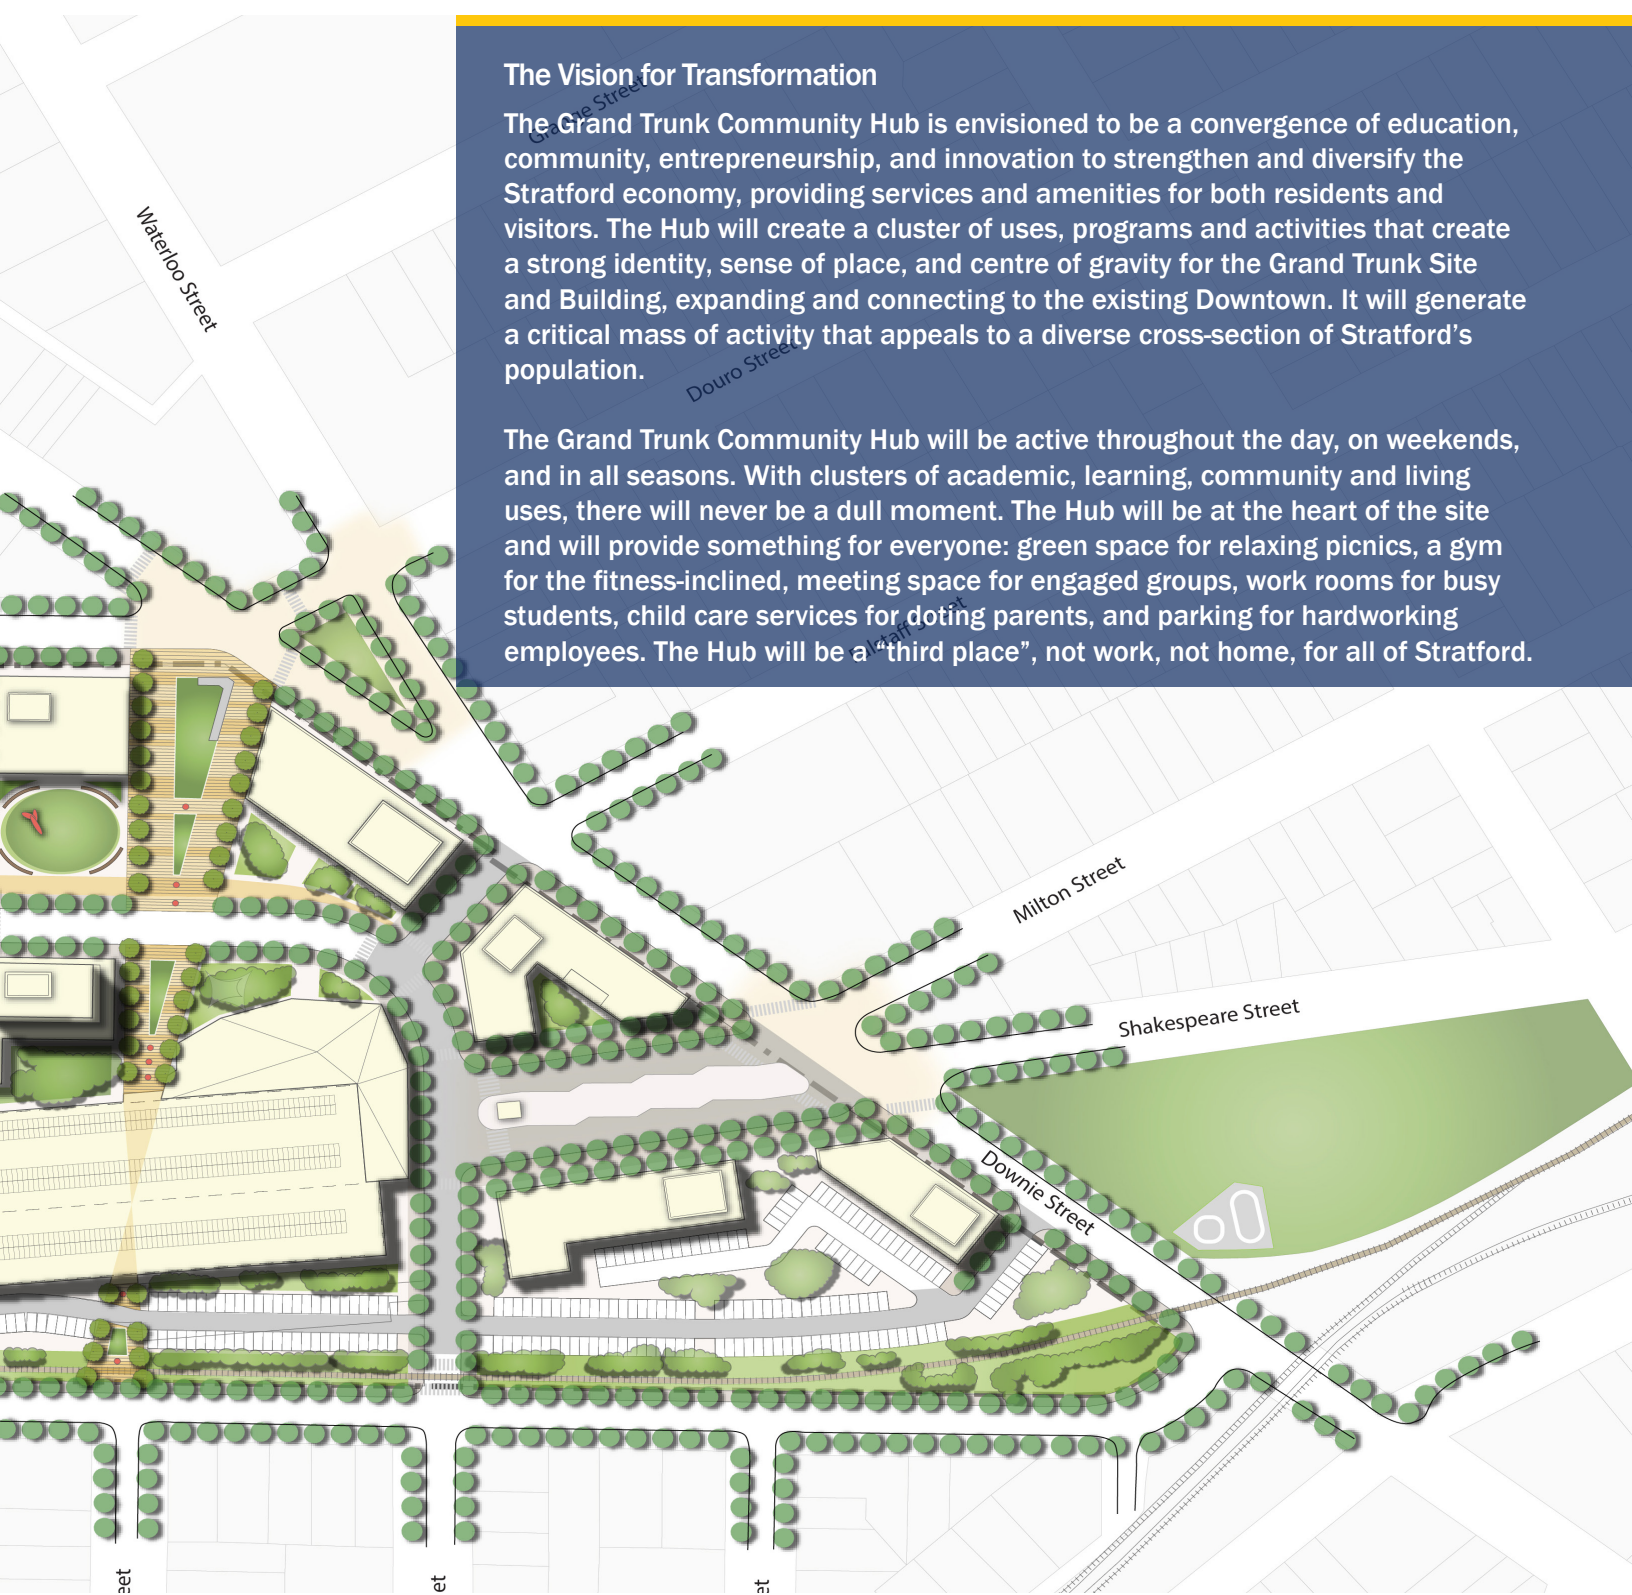 The Vision for Transformation
The Grand Trunk Community Hub is envisioned to be a convergence of education,
community, entrepreneurship, and innovation to strengthen and diversify the
Stratford economy, providing services and amenities for both residents and
visitors. The Hub will create a cluster of uses, programs and activities that create
a strong identity, sense of place, and centre of gravity for the Grand Trunk Site
and Building, expanding and connecting to the existing Downtown. It will generate
a critical mass of activity that appeals to a diverse cross-section of Stratford’s
population.
The Grand Trunk Community Hub will be active throughout the day, on weekends,
and in all seasons. With clusters of academic, learning, community and living
uses, there will never be a dull moment. The Hub will be at the heart of the site
and will provide something for everyone: green space for relaxing picnics, a gym
for the fitness-inclined, meeting space for engaged groups, work rooms for busy
students, child care services for doting parents, and parking for hardworking
employees. The Hub will be a “third place”, not work, not home, for all of Stratford.
Grange Street
Waterloo Street
Douro Street
Falstaff Street
Milton Street
Shakespeare Street
Downie Street
et
et
et